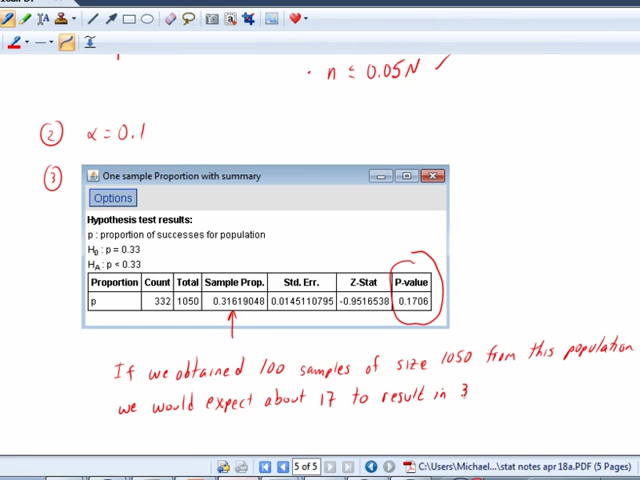 · n ≤ 0.05N ✓
② α = 0.1
③
One sample Proportion with summary
Options
Hypothesis test results:
p : proportion of successes for population
H0 : p = 0.33
HA : p < 0.33
Proportion Count Total Sample Prop. Std. Err. Z-Stat P-value
p 332 1050 0.31619048 0.0145110795 -0.9516538 0.1706
If we obtained 100 samples of size 1050 from this population
we would expect about 17 to result in 3
5 of 5
C:\Users\Michael...\stat notes apr 18a.PDF (5 Pages)